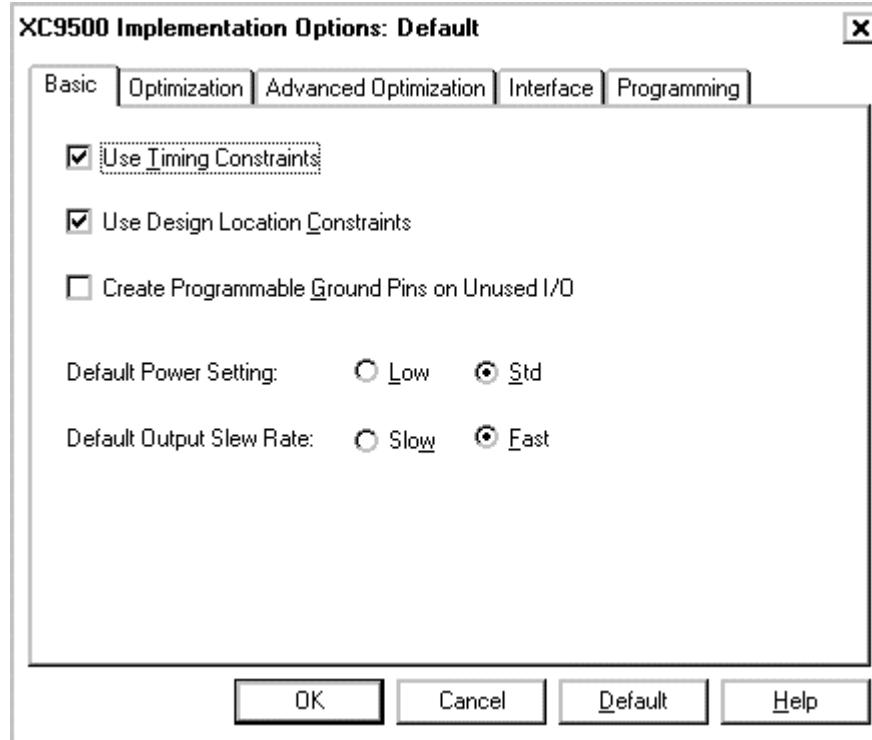 XC9500 Implementation Options: Default
Basic Optimization Advanced Optimization Interface Programming
Use Timing Constraints
Use Design Location Constraints
Create Programmable Ground Pins on Unused I/O
Default Power Setting: Low Std
Default Output Slew Rate: Slow Fast
OK Cancel Default Help